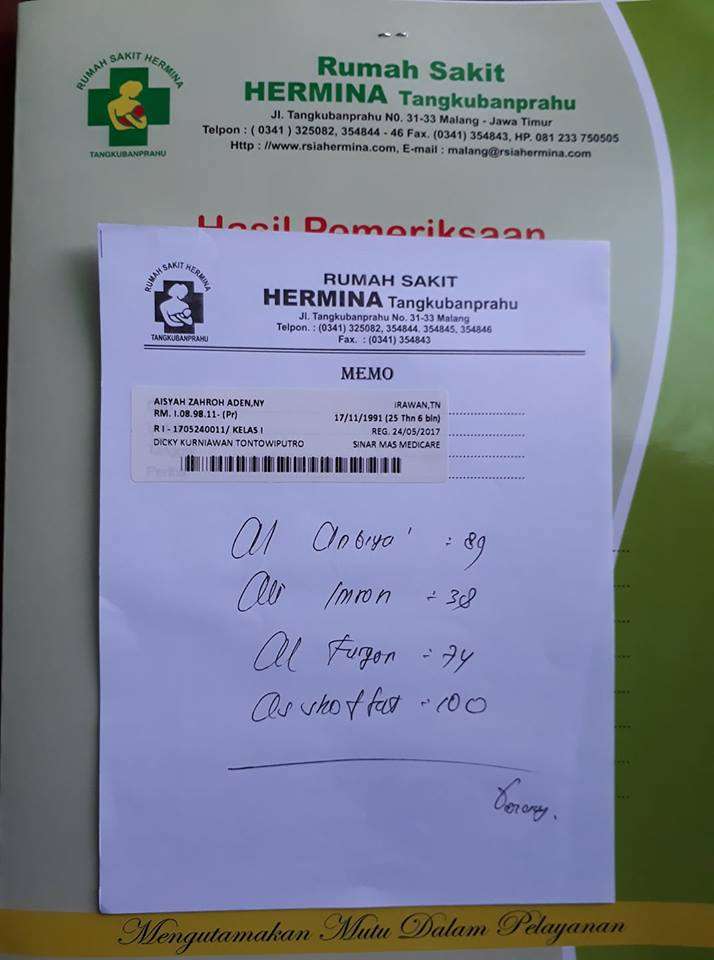 RUMAH SAKIT HERMINA
TANGKUBANPRAHU
Rumah Sakit
HERMINA Tangkubanprahu
Jl. Tangkubanprahu N0. 31-33 Malang - Jawa Timur
Telpon : ( 0341 ) 325082, 354844 - 46 Fax. (0341) 354843, HP. 081 233 750505
Http : //www.rsiahermina.com, E-mail : malang@rsiahermina.com
Hasil Pemeriksaan
RUMAH SAKIT HERMINA
TANGKUBANPRAHU
RUMAH SAKIT
HERMINA Tangkubanprahu
Jl. Tangkubanprahu No. 31-33 Malang
Telpon. : (0341) 325082, 354844, 354845, 354846
Fax. : (0341) 354843
MEMO
AISYAH ZAHROH ADEN,NY IRAWAN,TN
RM. I.08.98.11- (Pr) 17/11/1991 (25 Thn 6 bln)
R I - 1705240011/ KELAS I REG. 24/05/2017
DICKY KURNIAWAN TONTOWIPUTRO SINAR MAS MEDICARE
Al Anbiya' : 89
Ali Imron : 38
Al Furqon : 74
As shoffat : 100
Mengutamakan Mutu Dalam Pelayanan